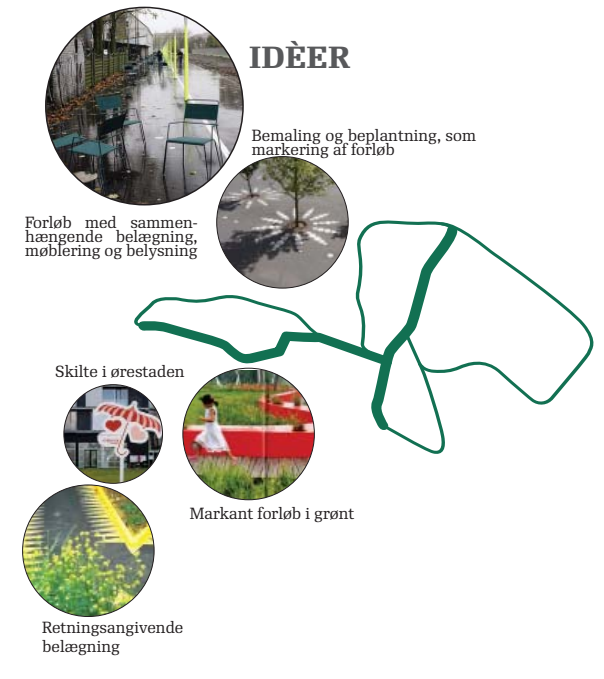 IDÈER
Bemaling og beplantning, som
markering af forløb
Forløb med sammen-
hængende belægning,
møblering og belysning
Skilte i ørestaden
Markant forløb i grønt
Retningsangivende
belægning